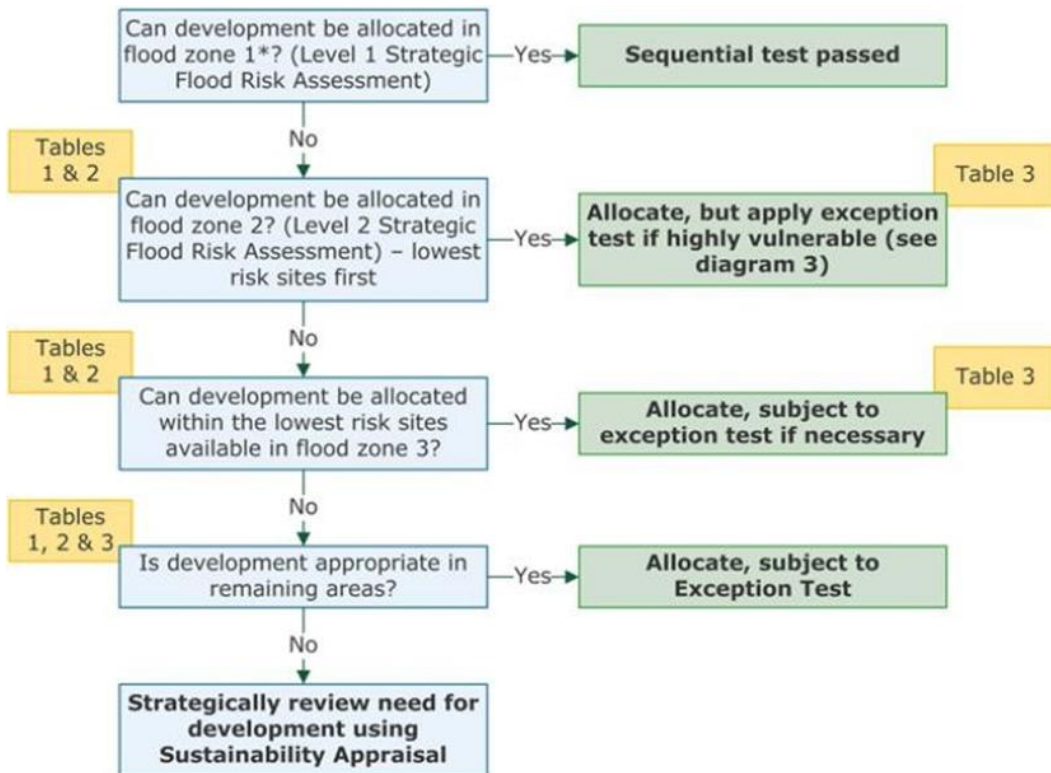 Can development be allocated in
flood zone 1*? (Level 1 Strategic
Flood Risk Assessment)
Yes
Sequential test passed
No
Tables
1 & 2
Can development be allocated in
flood zone 2? (Level 2 Strategic
Flood Risk Assessment) – lowest
risk sites first
Yes
Allocate, but apply exception
test if highly vulnerable (see
diagram 3)
Table 3
No
Tables
1 & 2
Can development be allocated
within the lowest risk sites
available in flood zone 3?
Yes
Allocate, subject to
exception test if necessary
Table 3
No
Tables
1, 2 & 3
Is development appropriate in
remaining areas?
Yes
Allocate, subject to
Exception Test
No
Strategically review need for
development using
Sustainability Appraisal